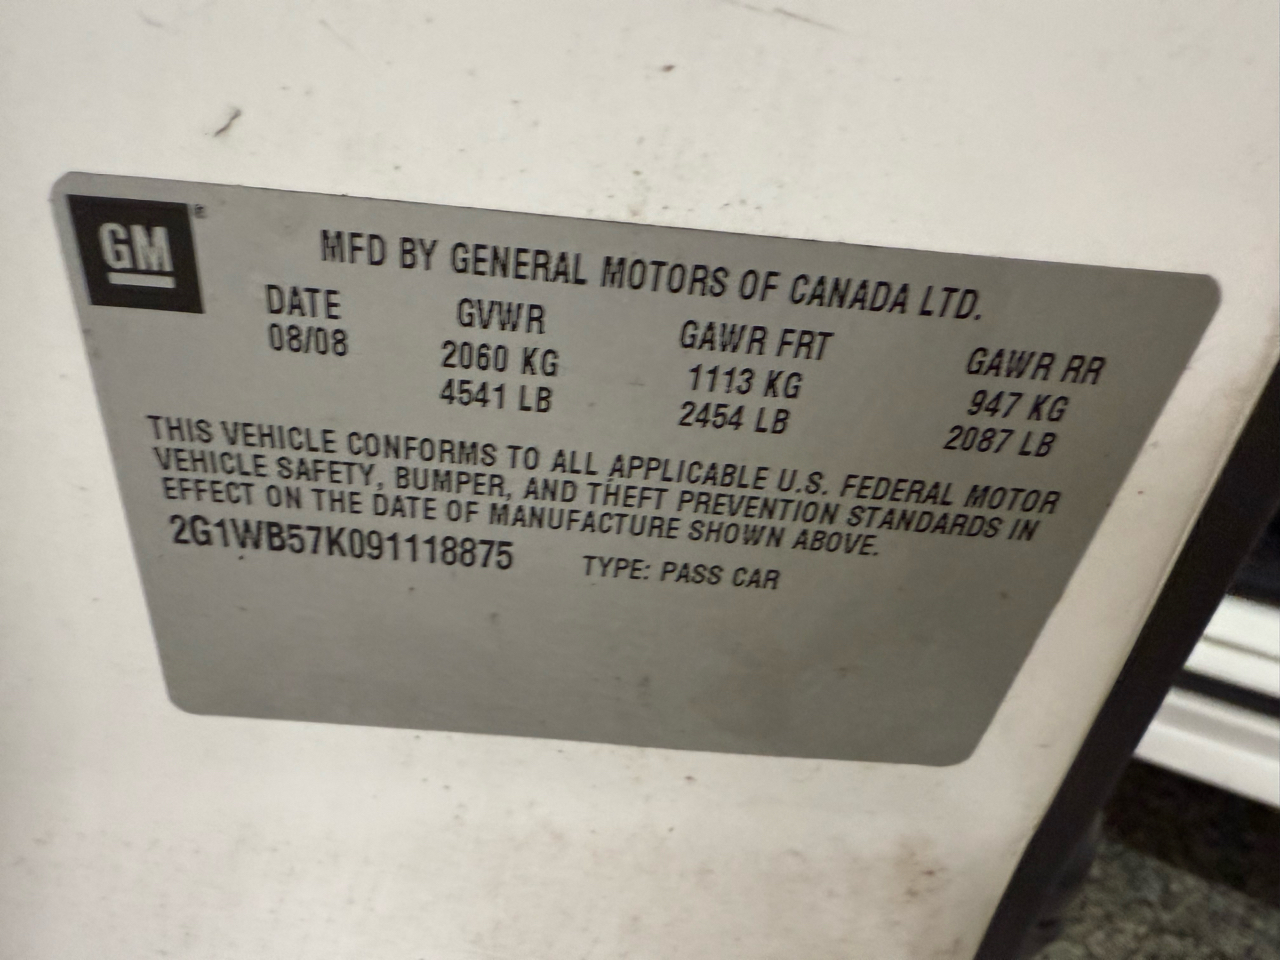 GM®
MFD BY GENERAL MOTORS OF CANADA LTD.
DATE GVWR GAWR FRT GAWR RR
08/08 2060 KG 1113 KG 947 KG
4541 LB 2454 LB 2087 LB
THIS VEHICLE CONFORMS TO ALL APPLICABLE U.S. FEDERAL MOTOR
VEHICLE SAFETY, BUMPER, AND THEFT PREVENTION STANDARDS IN
EFFECT ON THE DATE OF MANUFACTURE SHOWN ABOVE.
2G1WB57K091118875 TYPE: PASS CAR